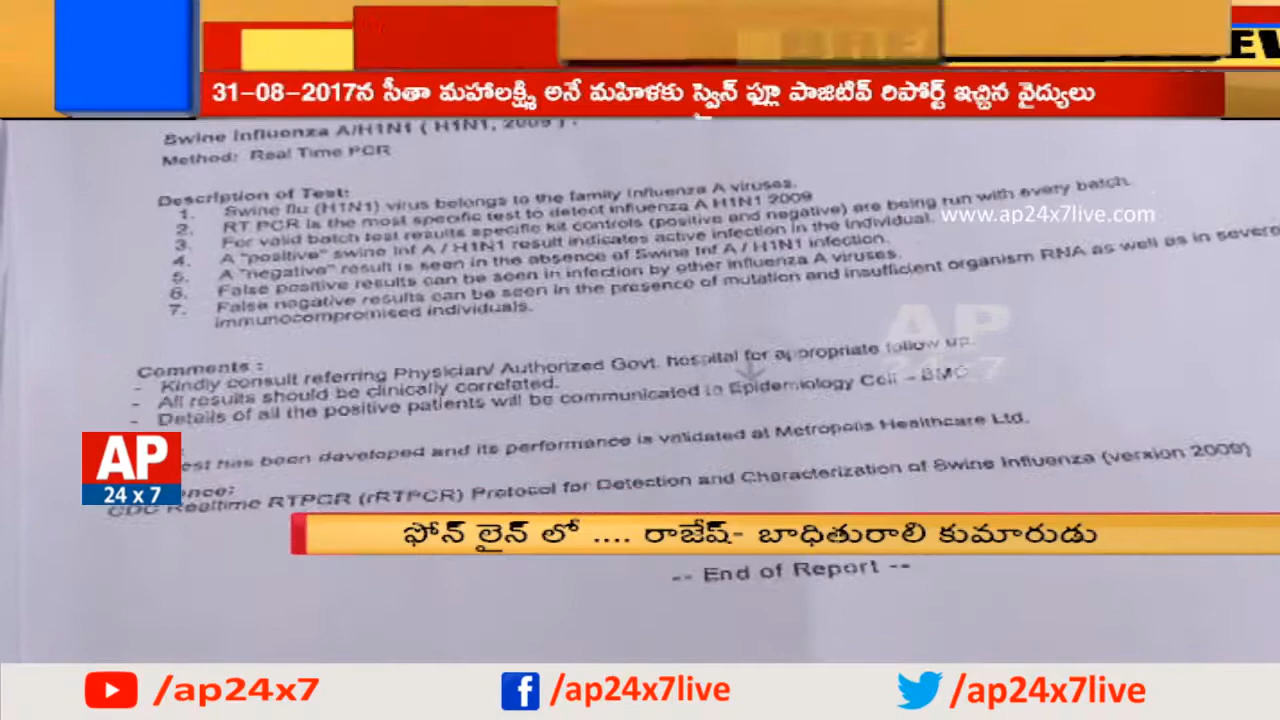 EW
31-08-2017న సీతా మహాలక్ష్మి అనే మహిళకు స్వైన్ ఫ్లూ పాజిటివ్ రిపోర్ట్ ఇచ్చిన వైద్యులు
Swine Influenza A/H1N1 ( H1N1, 2009 ) :
Method: Real Time PCR
Description of Test:
1. Swine flu (H1N1) virus belongs to the family Influenza A viruses.
2. RT PCR is the most specific test to detect influenza A H1N1 2009
3. For valid batch test results specific kit controls (positive and negative) are being run with every batch.
4. A "positive" swine Inf A / H1N1 result indicates active infection in the individual.
5. A "negative" result is seen in the absence of Swine Inf A / H1N1 infection.
6. False positive results can be seen in infection by other influenza A viruses.
7. False negative results can be seen in the presence of mutation and insufficient organism RNA as well as in severe
immunocompromised individuals.
www.ap24x7live.com
AP
24x7
Comments :
- Kindly consult referring Physician/ Authorized Govt. hospital for appropriate follow up.
- All results should be clinically correlated.
- Details of all the positive patients will be communicated to Epidemiology Cell - BMC
est has been developed and its performance is validated at Metropolis Healthcare Ltd.
ence:
CDC Realtime RTPCR (rRTPCR) Protocol for Detection and Characterization of Swine Influenza (version 2009)
AP
24 x 7
ఫోన్ లైన్ లో .... రాజేష్- బాధితురాలి కుమారుడు
-- End of Report --
/ap24x7
/ap24x7live
/ap24x7live